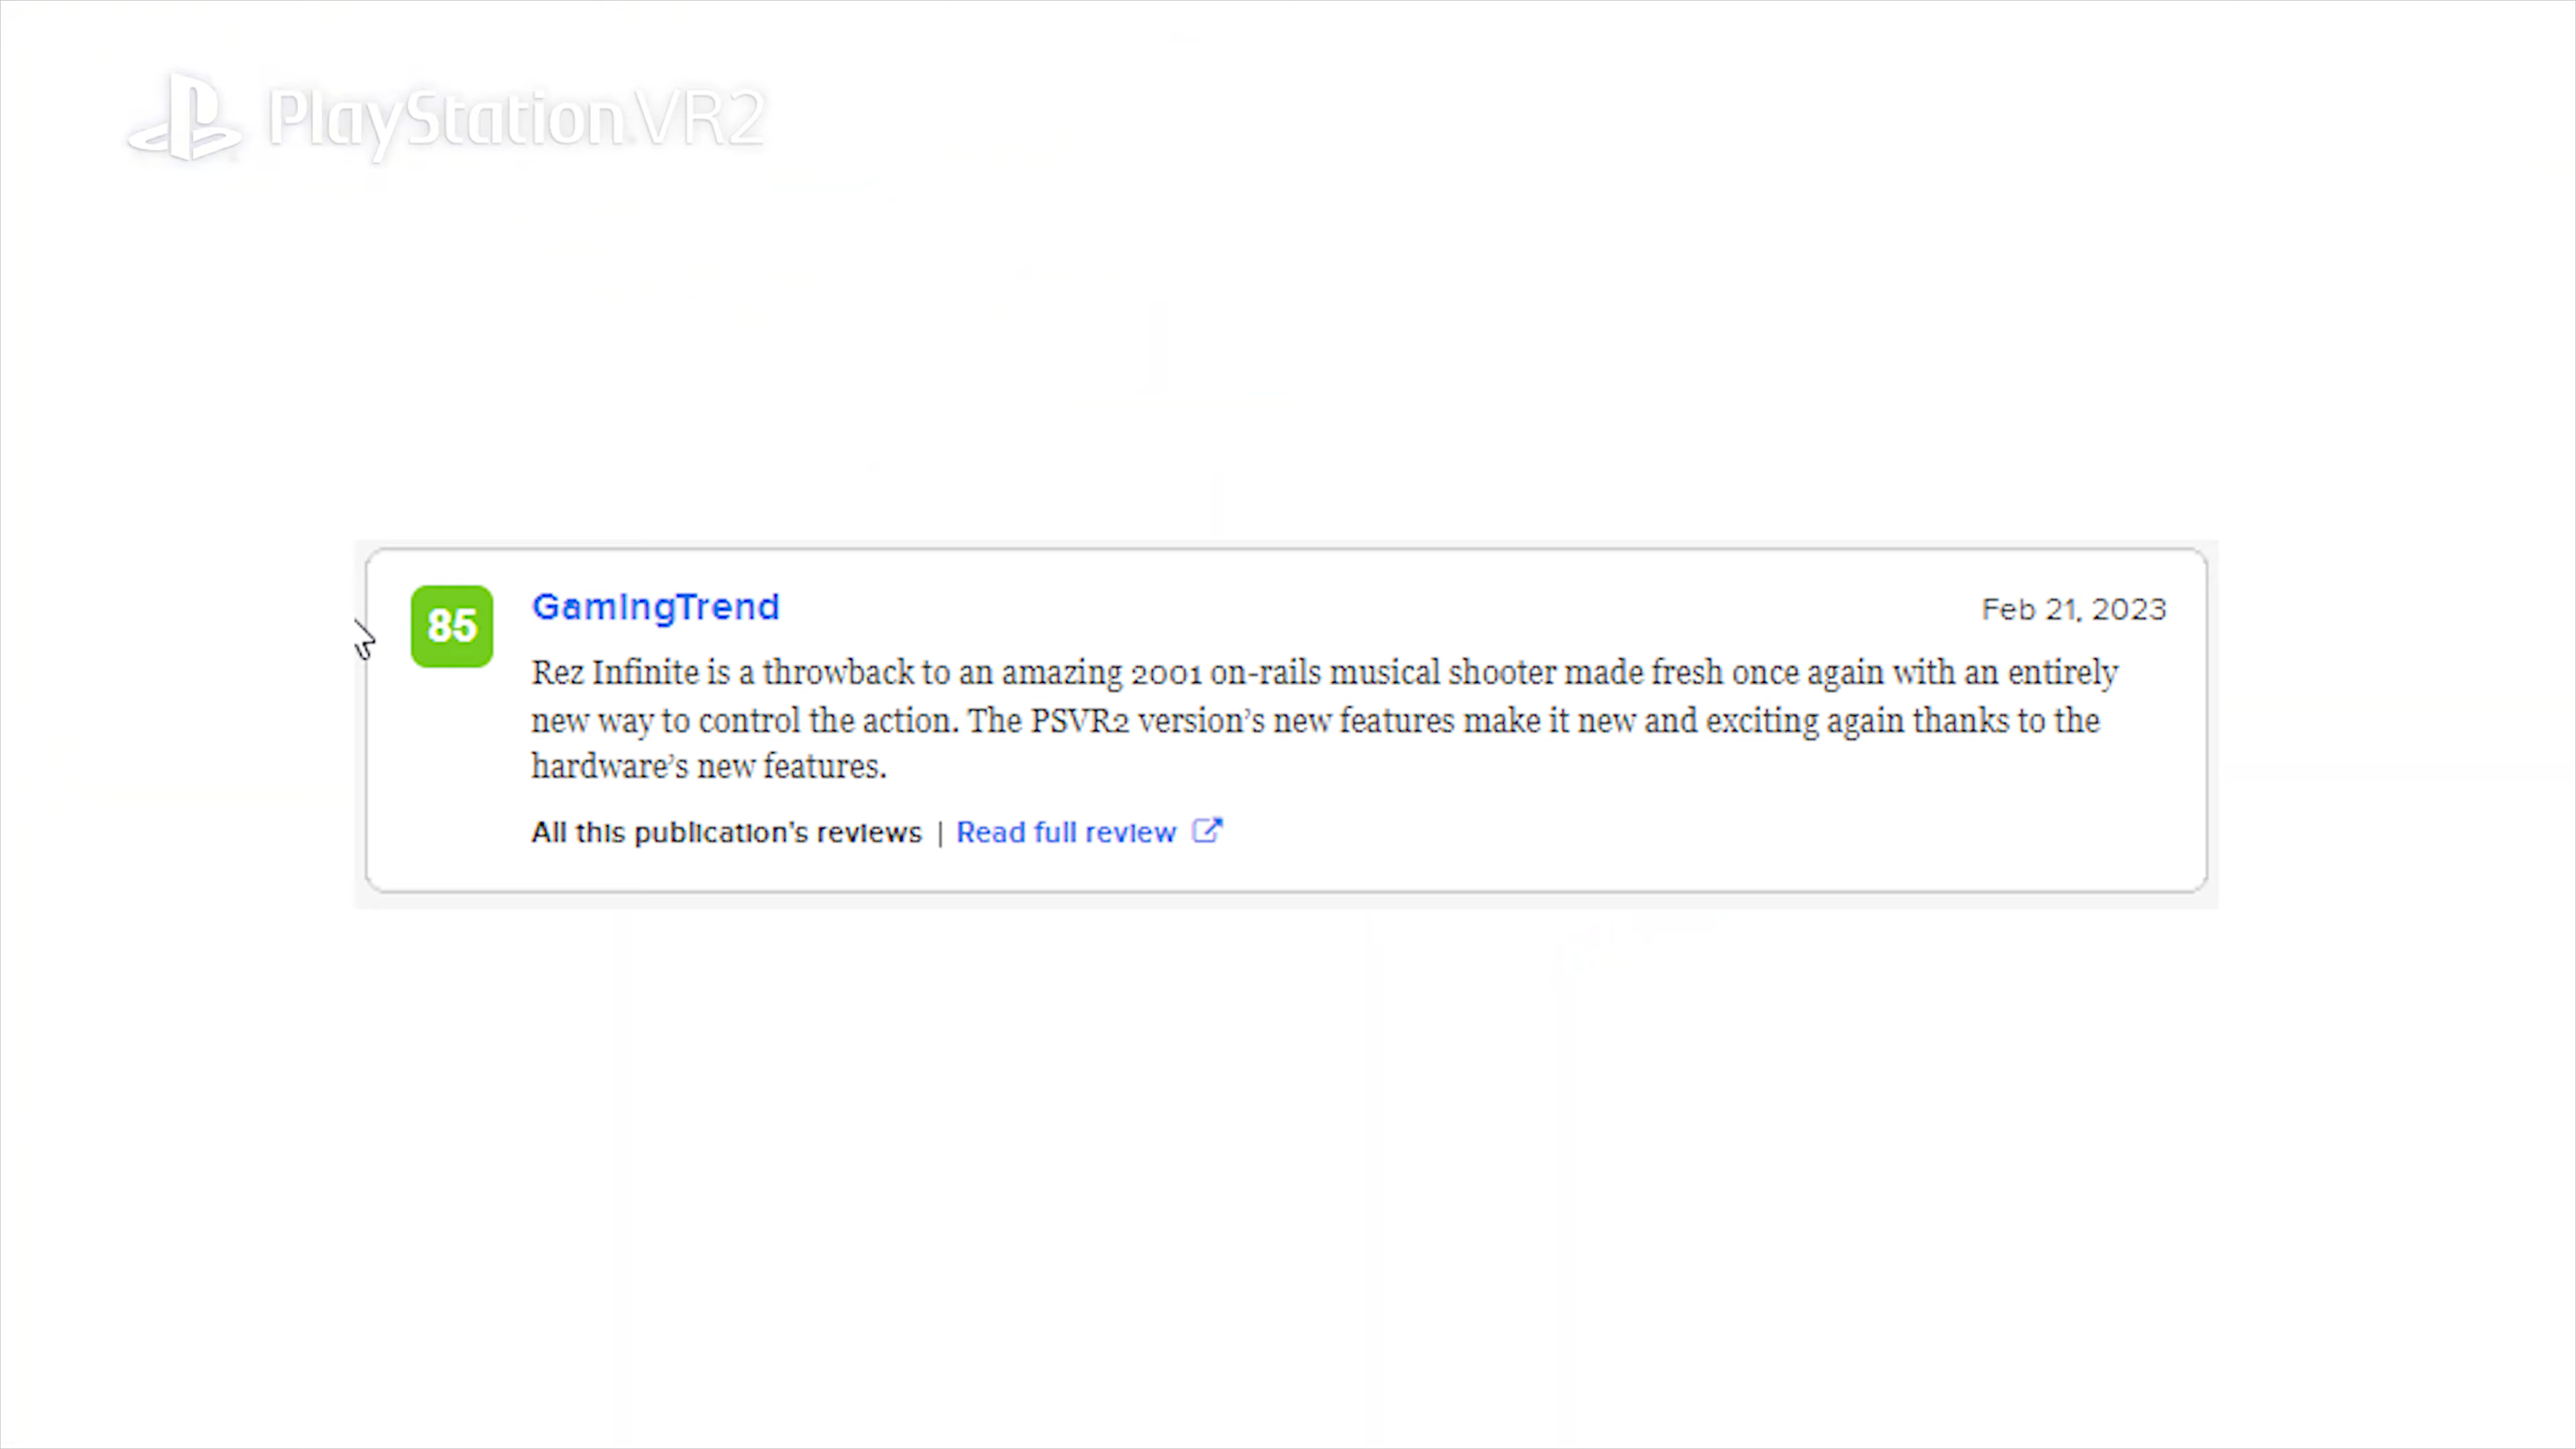 PlayStation.VR2
85
GamingTrend
Feb 21, 2023
Rez Infinite is a throwback to an amazing 2001 on-rails musical shooter made fresh once again with an entirely
new way to control the action. The PSVR2 version's new features make it new and exciting again thanks to the
hardware's new features.
All this publication's reviews | Read full review